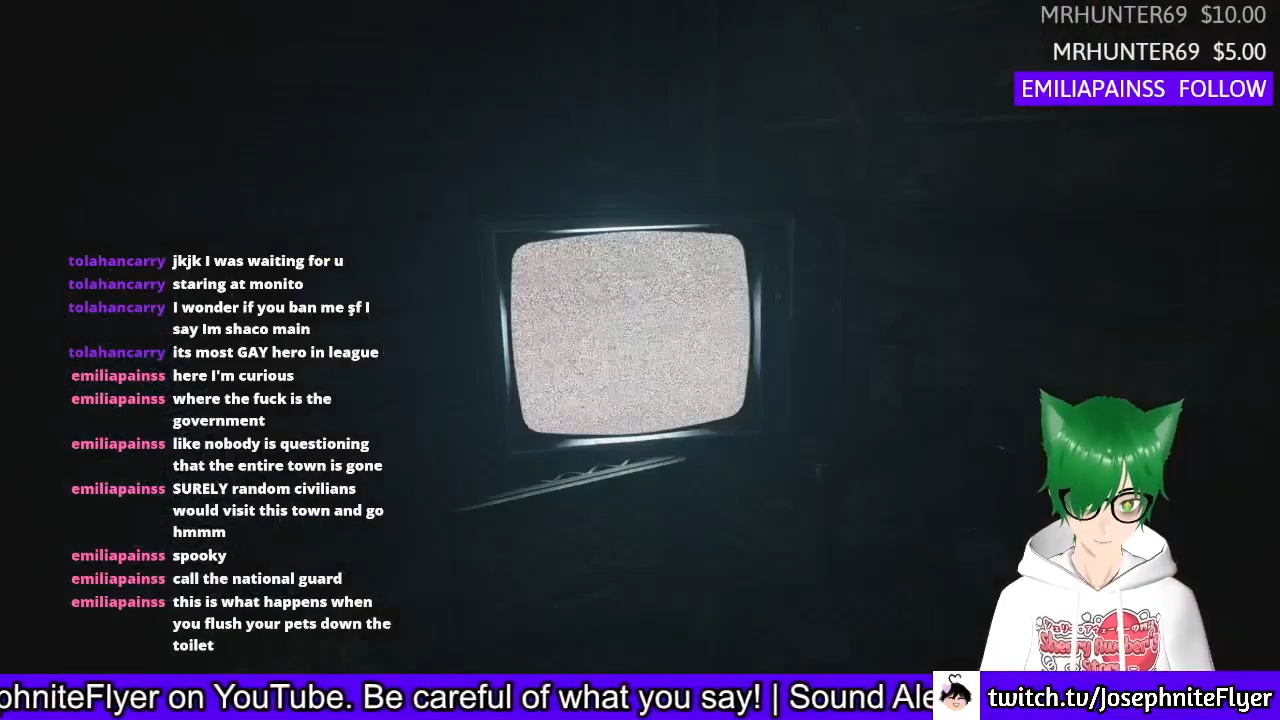 MRHUNTER69 $10.00
MRHUNTER69 $5.00
EMILIAPAINSS FOLLOW
tolahancarry jkjk I was waiting for u
tolahancarry staring at monito
tolahancarry I wonder if you ban me şf I
say Im shaco main
tolahancarry its most GAY hero in league
emiliapainss here I'm curious
emiliapainss where the fuck is the
government
emiliapainss like nobody is questioning
that the entire town is gone
emiliapainss SURELY random civilians
would visit this town and go
hmmm
emiliapainss spooky
emiliapainss call the national guard
emiliapainss this is what happens when
you flush your pets down the
toilet
Sherry Awber's
Store
phniteFlyer on YouTube. Be careful of what you say! | Sound Ale
twitch.tv/JosephniteFlyer